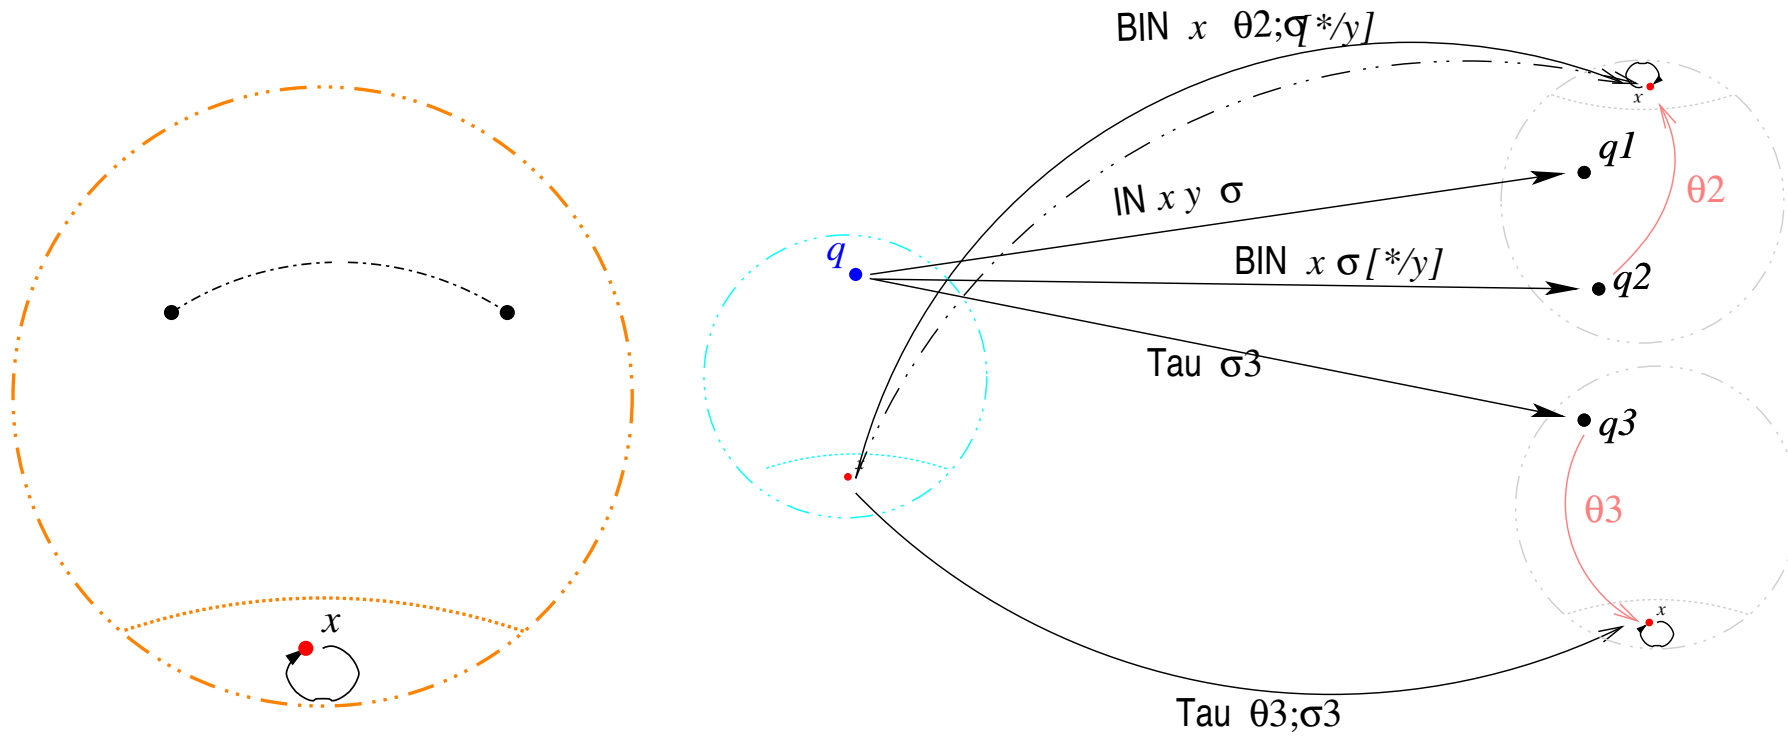 BIN x θ2;σ[*/y]
x
q1
θ2
IN x y σ
q
BIN x σ[*/y]
q2
Tau σ3
q3
x
θ3
x
x
Tau θ3;σ3